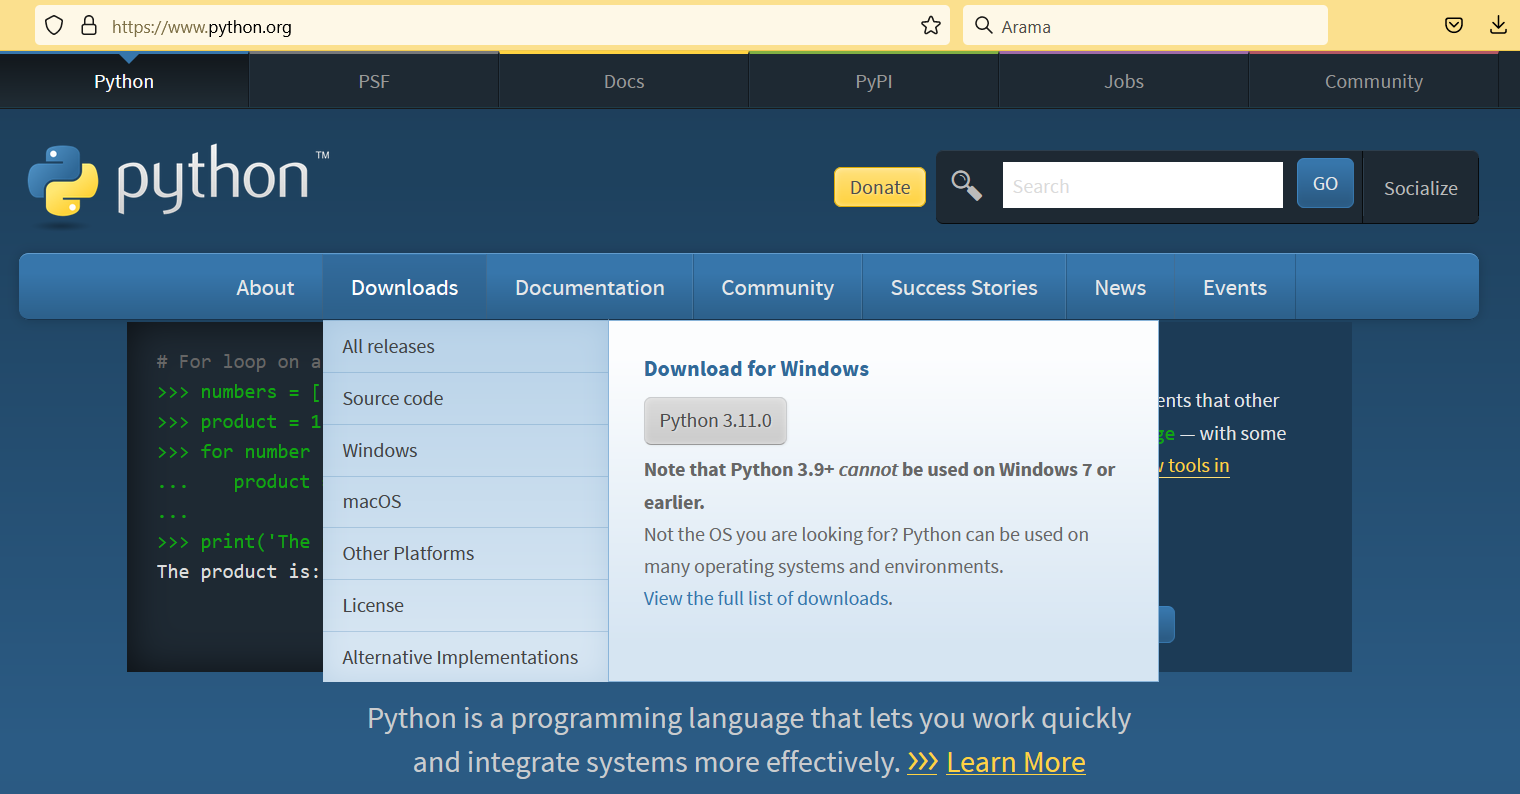 https://www.python.org
Arama
Python
PSF
Docs
PyPI
Jobs
Community
python™
Donate
Search
GO
Socialize
About
Downloads
Documentation
Community
Success Stories
News
Events
# For loop on a
>>> numbers = [
>>> product = 1
>>> for number
... product
...
>>> print('The
The product is:
All releases
Source code
Windows
macOS
Other Platforms
License
Alternative Implementations
Download for Windows
Python 3.11.0
Note that Python 3.9+ cannot be used on Windows 7 or
earlier.
Not the OS you are looking for? Python can be used on
many operating systems and environments.
View the full list of downloads.
that other
— with some
tools in
Python is a programming language that lets you work quickly
and integrate systems more effectively. >>> Learn More